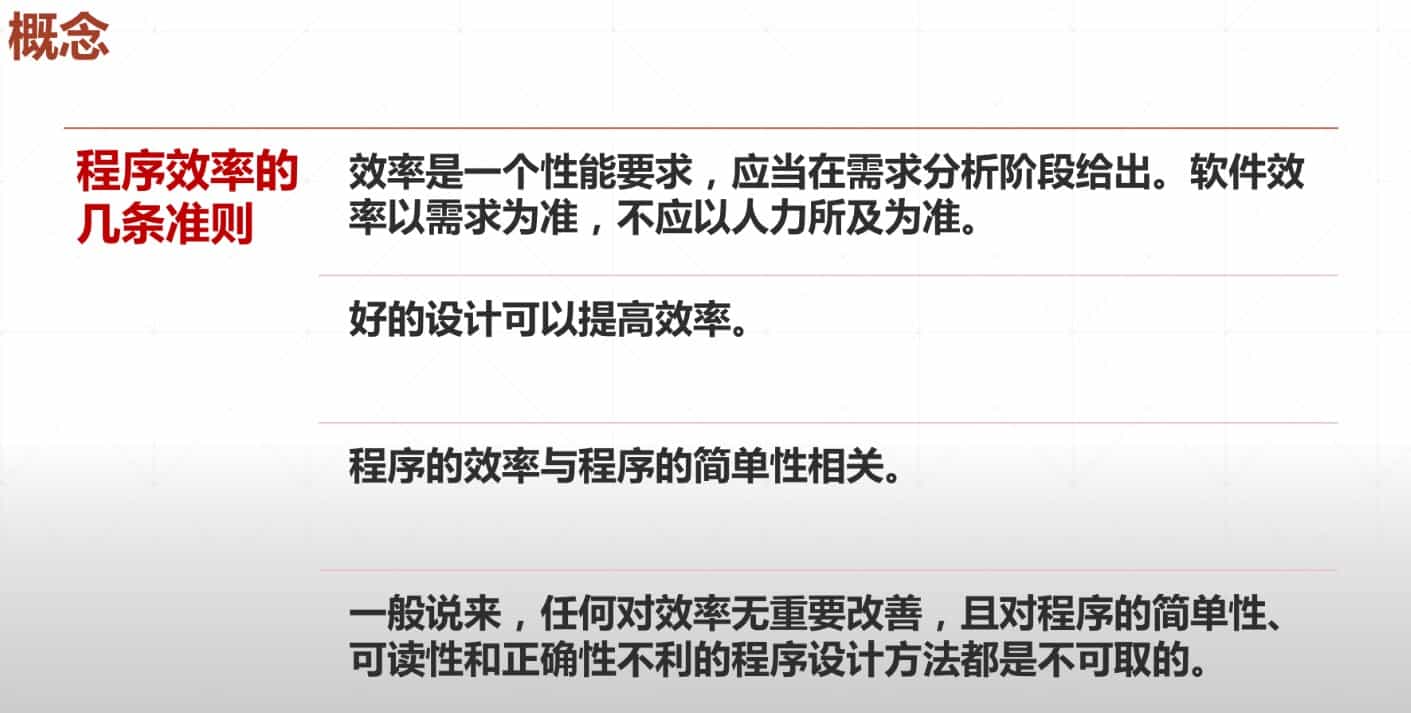 概念
程序效率的
几条准则
效率是一个性能要求，应当在需求分析阶段给出。软件效
率以需求为准，不应以人力所及为准。
好的设计可以提高效率。
程序的效率与程序的简单性相关。
一般说来，任何对效率无重要改善，且对程序的简单性、
可读性和正确性不利的程序设计方法都是不可取的。